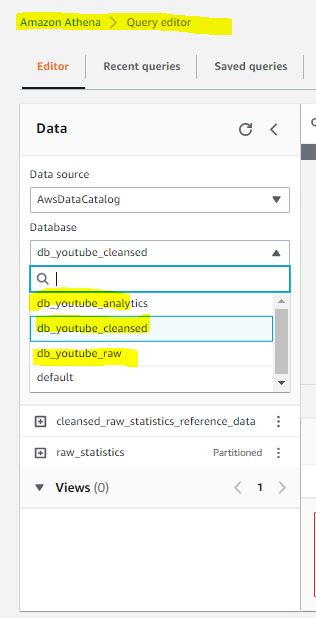 Amazon Athena > Query editor
Editor Recent queries Saved queries
Data
Data source
AwsDataCatalog
Database
db_youtube_cleansed
db_youtube_analytics
db_youtube_cleansed
db_youtube_raw
default
cleansed_raw_statistics_reference_data
raw_statistics Partitioned
Views (0) < 1 >